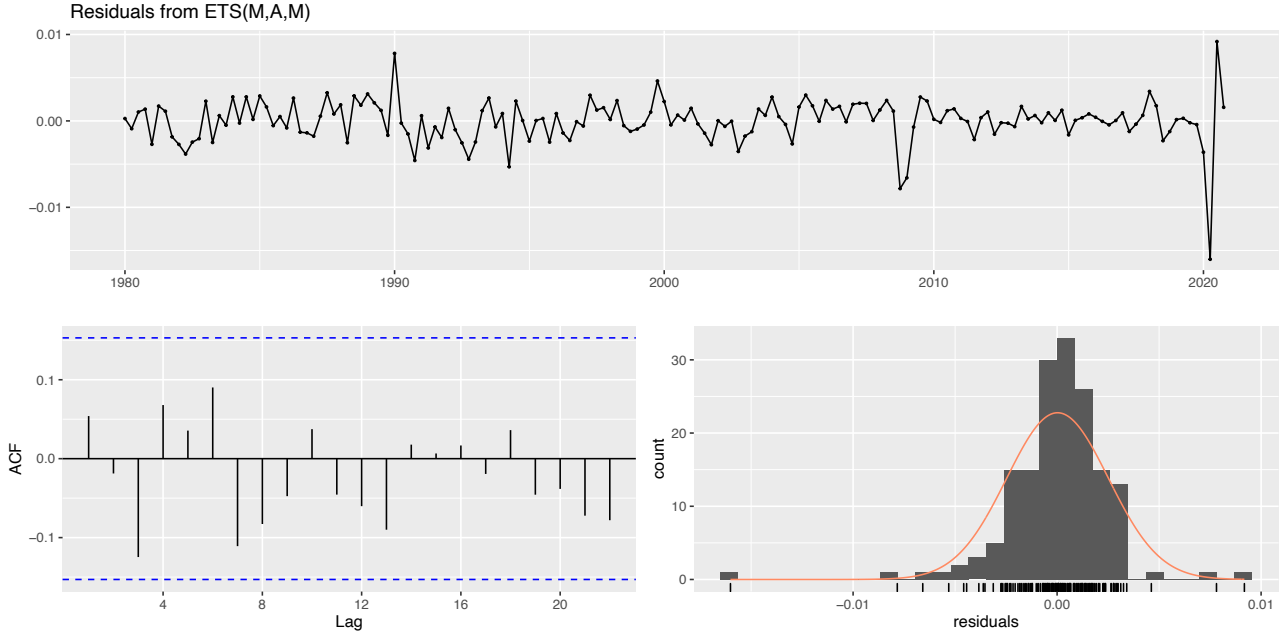 Residuals from ETS(M,A,M)
0.01
0.00
−0.01
1980 1990 2000 2010 2020
ACF
0.1
0.0
−0.1
4 8 12 16 20
Lag
count
30
20
10
0
−0.01 0.00 0.01
residuals